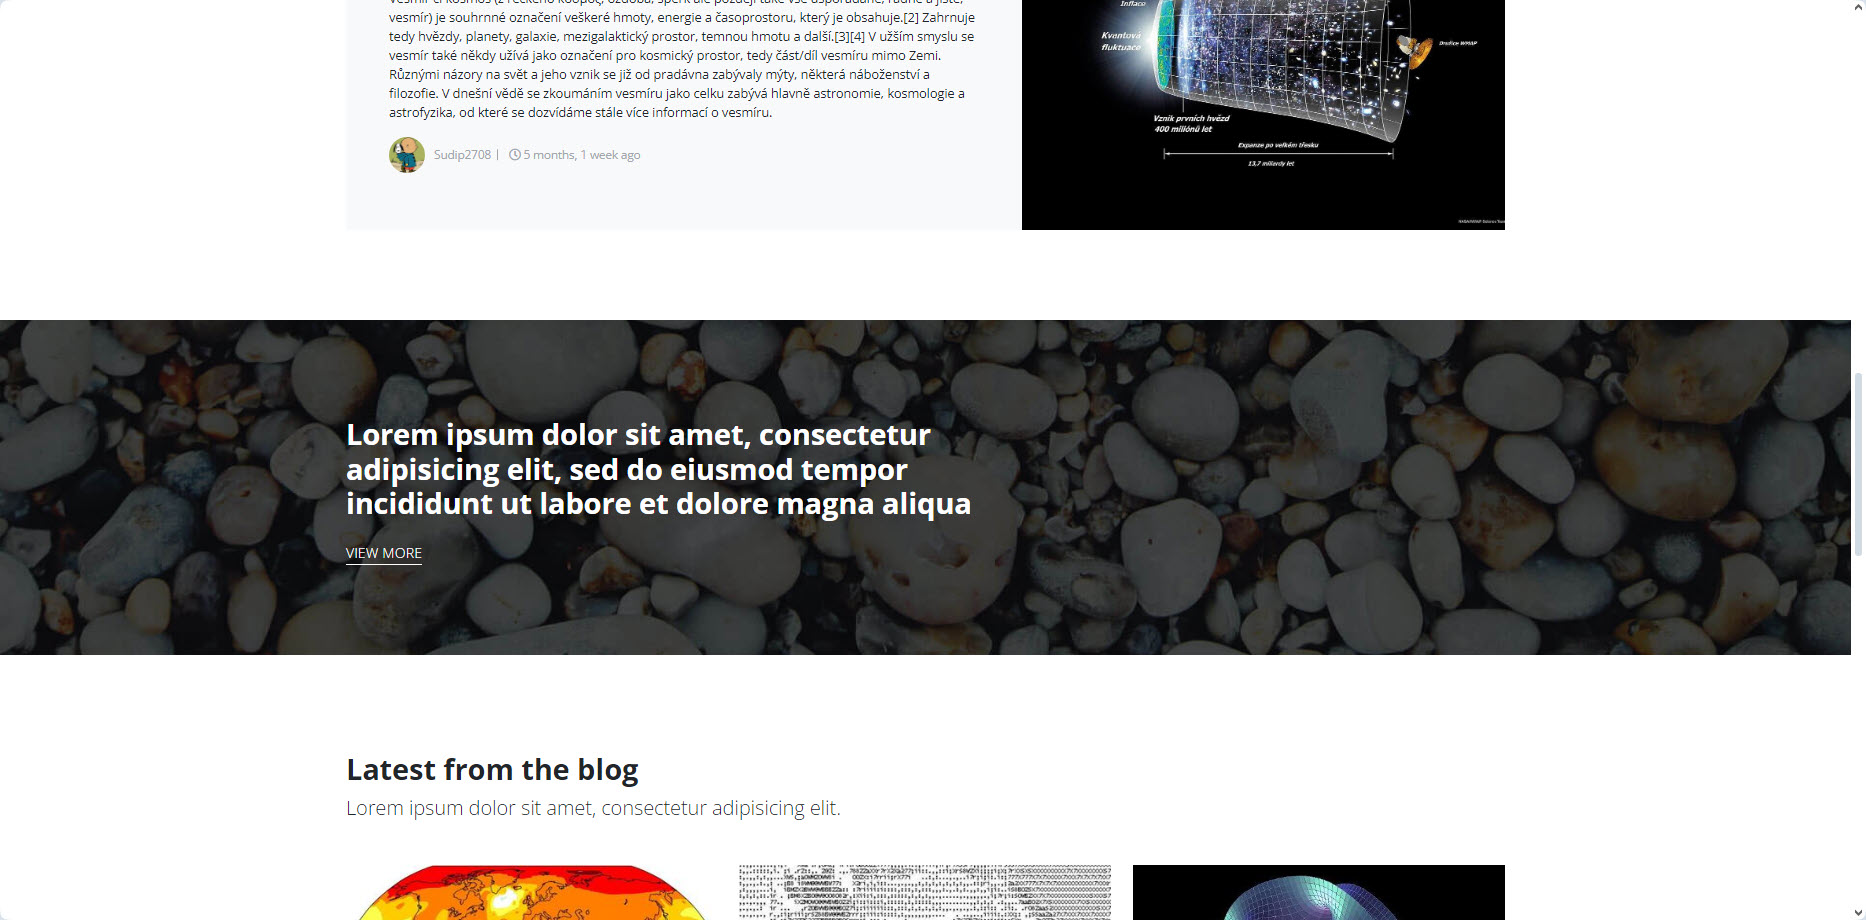 vesmír) je souhrnné označení veškeré hmoty, energie a časoprostoru, který je obsahuje.[2] Zahrnuje
tedy hvězdy, planety, galaxie, mezigalaktický prostor, temnou hmotu a další.[3][4] V užším smyslu se
vesmír také někdy užívá jako označení pro kosmický prostor, tedy část/díl vesmíru mimo Zemi.
Různými názory na svět a jeho vznik se již od pradávna zabývaly mýty, některá náboženství a
filozofie. V dnešní vědě se zkoumáním vesmíru jako celku zabývá hlavně astronomie, kosmologie a
astrofyzika, od které se dozvídáme stále více informací o vesmíru.
Sudip2708 | 5 months, 1 week ago
Inflace
Kvantová
fluktuace
Družice WMAP
Vznik prvních hvězd
400 miliónů let
Expanze po velkém třesku
13,7 miliardy let
Lorem ipsum dolor sit amet, consectetur
adipisicing elit, sed do eiusmod tempor
incididunt ut labore et dolore magna aliqua
VIEW MORE
Latest from the blog
Lorem ipsum dolor sit amet, consectetur adipisicing elit.